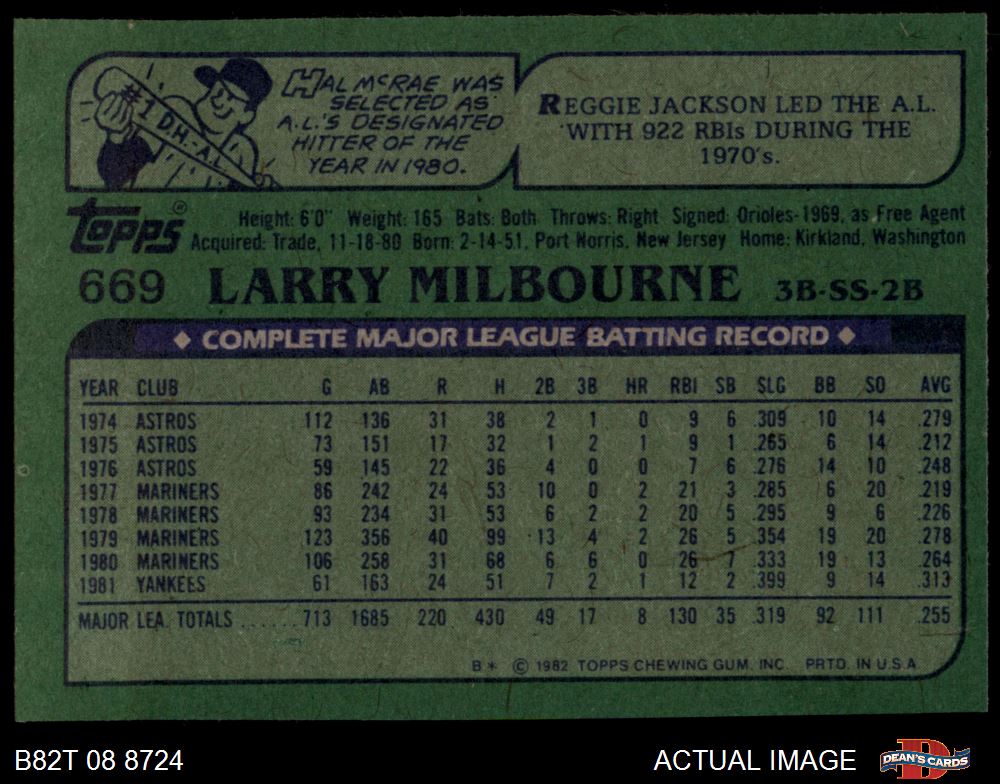 #1 D.H.-A.L.
HAL McRAE WAS
SELECTED AS
A.L.'S DESIGNATED
HITTER OF THE
YEAR IN 1980.
REGGIE JACKSON LED THE A.L.
WITH 922 RBIs DURING THE
1970's.
Topps®
Height: 6'0" Weight: 165 Bats: Both Throws: Right Signed: Orioles-1969, as Free Agent
Acquired: Trade, 11-18-80 Born: 2-14-51, Port Norris, New Jersey Home: Kirkland, Washington
669 LARRY MILBOURNE 3B-SS-2B
◆ COMPLETE MAJOR LEAGUE BATTING RECORD ◆
YEAR CLUB G AB R H 2B 3B HR RBI SB SLG BB SO AVG
1974 ASTROS 112 136 31 38 2 1 0 9 6 .309 10 14 .279
1975 ASTROS 73 151 17 32 1 2 1 9 1 .265 6 14 .212
1976 ASTROS 59 145 22 36 4 0 0 7 6 .276 14 10 .248
1977 MARINERS 86 242 24 53 10 0 2 21 3 .285 6 20 .219
1978 MARINERS 93 234 31 53 6 2 2 20 5 .295 9 6 .226
1979 MARINERS 123 356 40 99 13 4 2 26 5 .354 19 20 .278
1980 MARINERS 106 258 31 68 6 6 0 26 7 .333 19 13 .264
1981 YANKEES 61 163 24 51 7 2 1 12 2 .399 9 14 .313
MAJOR LEA. TOTALS ...... 713 1685 220 430 49 17 8 130 35 .319 92 111 .255
B* © 1982 TOPPS CHEWING GUM, INC. PRTD. IN U.S.A.
B82T 08 8724
ACTUAL IMAGE
DEAN'S CARDS